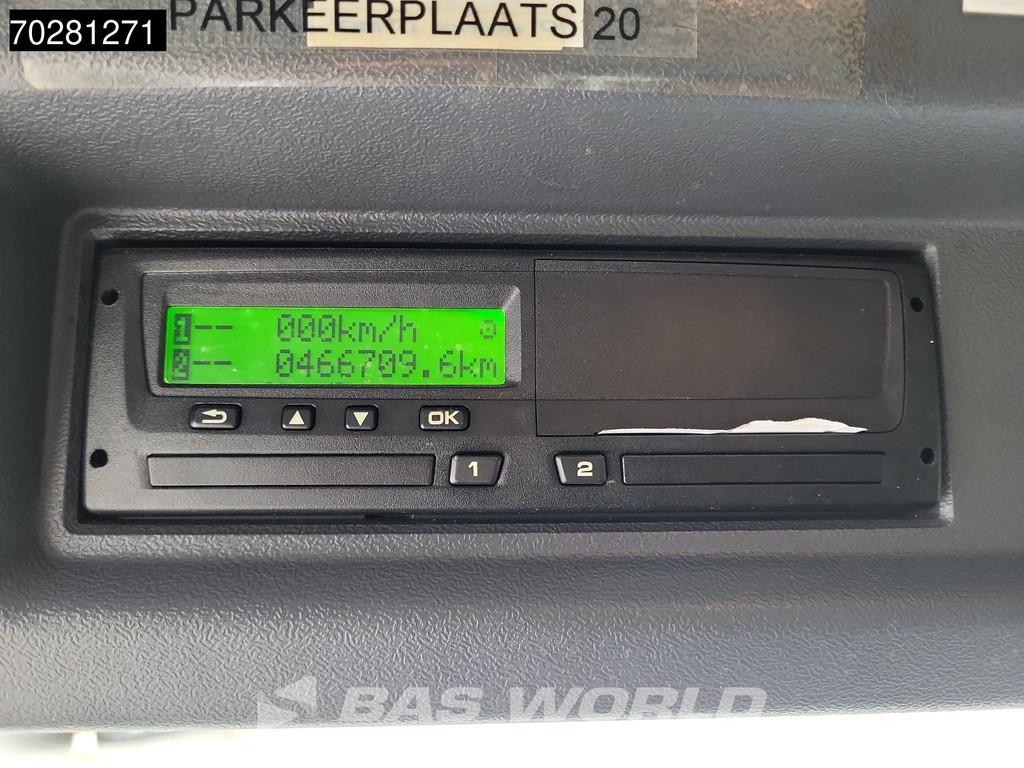 70281271
PARKEERPLAATS 20
1-- 000km/h
2-- 0466709.6km
OK
1 2
BAS WORLD